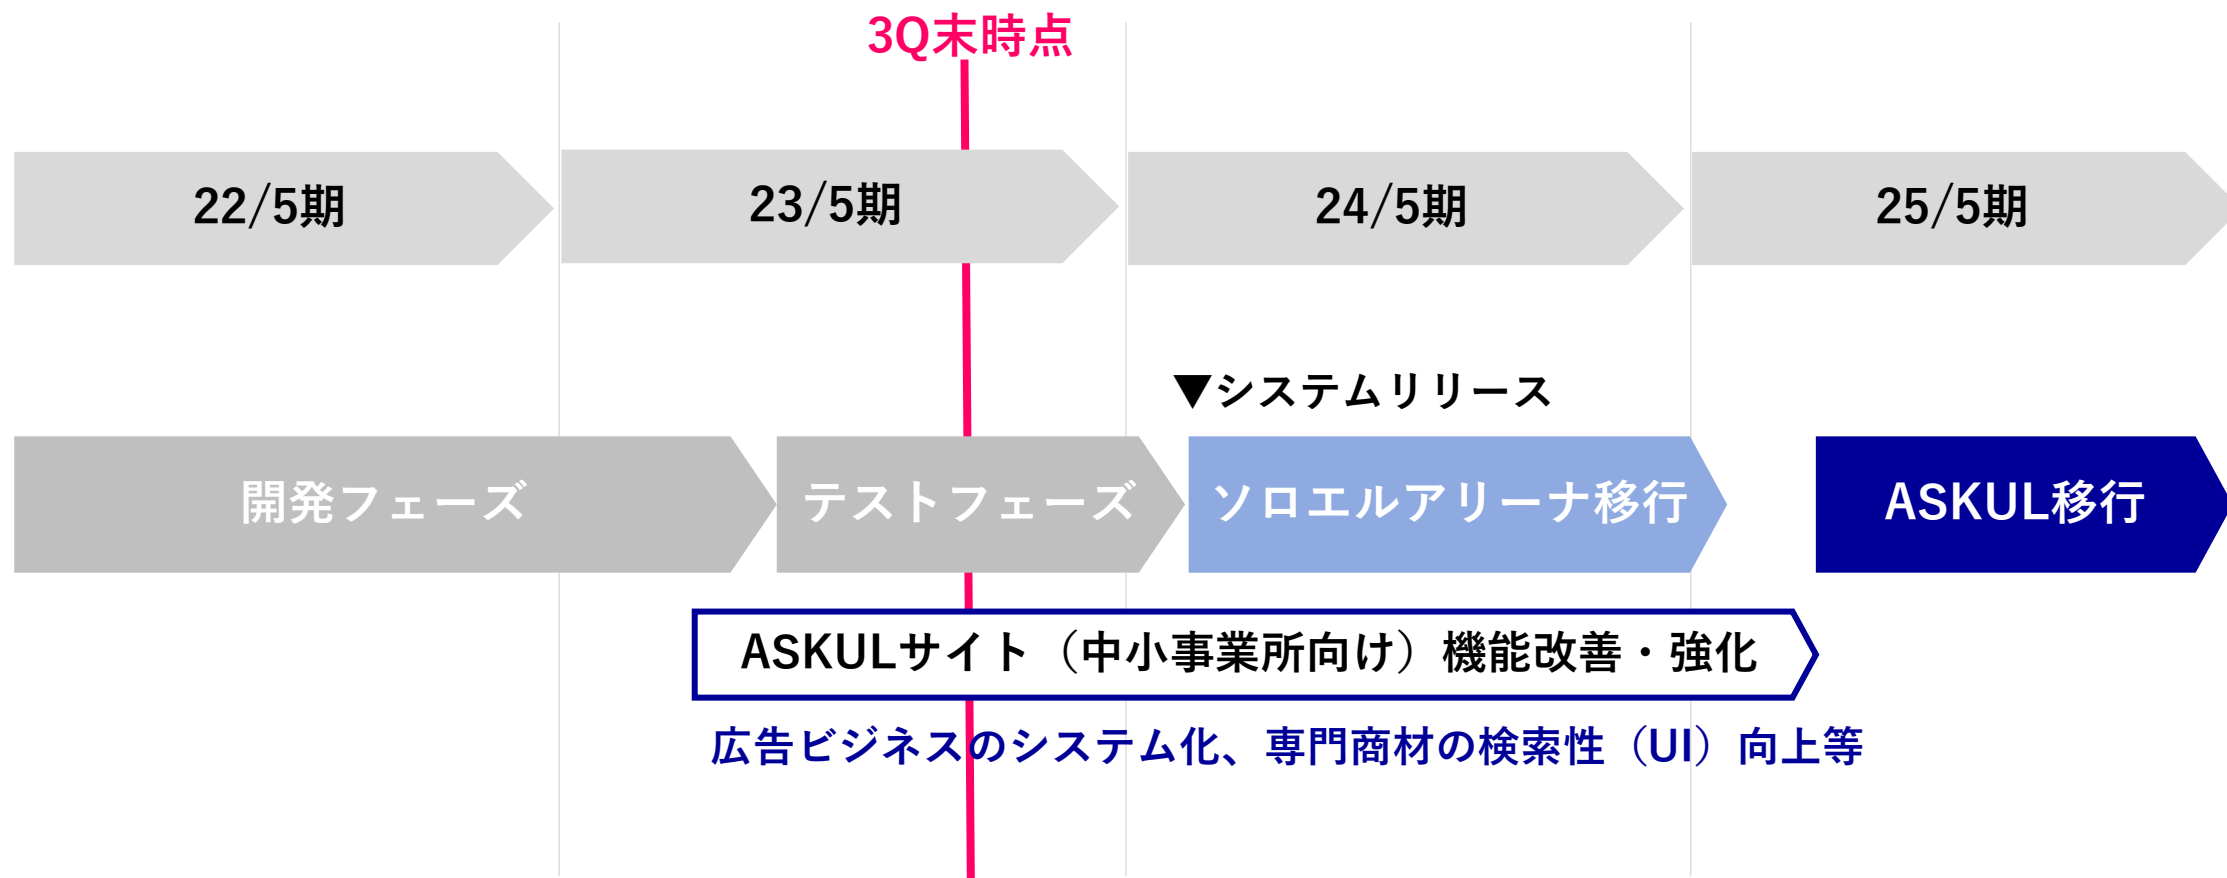 3Q末時点
22/5期
23/5期
24/5期
25/5期
▼システムリリース
開発フェーズ
テストフェーズ
ソロエルアリーナ移行
ASKUL移行
ASKULサイト（中小事業所向け）機能改善・強化
広告ビジネスのシステム化、専門商材の検索性（UI）向上等